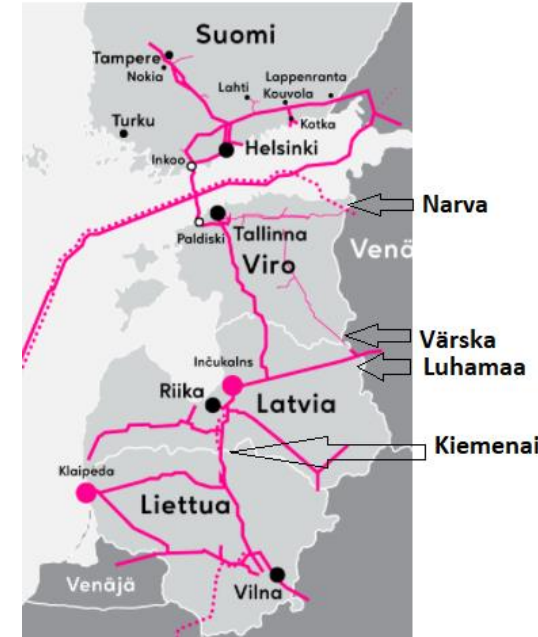 Suomi
Tampere
Nokia
Lahti
Lappenranta
Kouvola
Kotka
Turku
Helsinki
Inkoo
Narva
Paldiski
Tallinna
Venä
Viro
Värska
Luhamaa
Inčukalns
Riika
Latvia
Kiemenai
Klaipeda
Liettua
Venäjä
Vilna